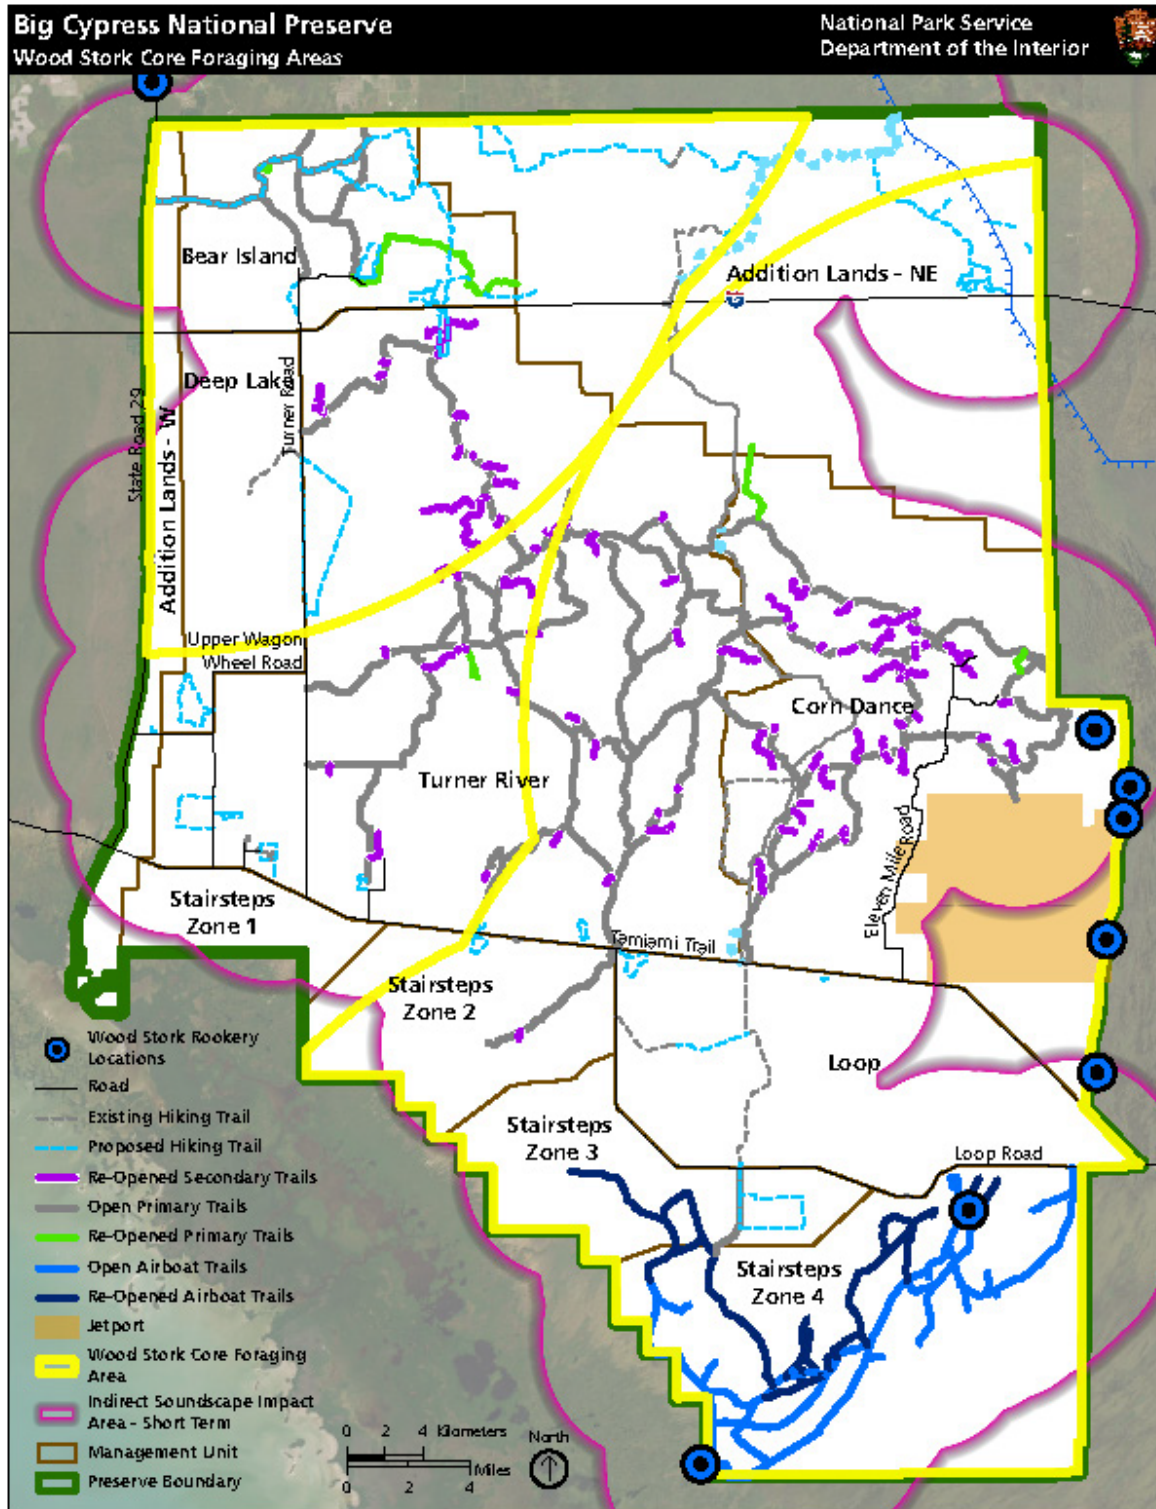 Big Cypress National Preserve
Wood Stork Core Foraging Areas
National Park Service
Department of the Interior
Bear Island
Addition Lands - NE
Deep Lake
Turner Road
State Road 29
Addition Lands - W
Upper Wagon
Wheel Road
Corn Dance
Turner River
Eleven Mile Road
Stairsteps
Zone 1
Tamiami Trail
Stairsteps
Zone 2
Loop
Stairsteps
Zone 3
Loop Road
Stairsteps
Zone 4
Wood Stork Rookery
Locations
Road
Existing Hiking Trail
Proposed Hiking Trail
Re-Opened Secondary Trails
Open Primary Trails
Re-Opened Primary Trails
Open Airboat Trails
Re-Opened Airboat Trails
Jetport
Wood Stork Core Foraging
Area
Indirect Soundscape Impact
Area - Short Term
Management Unit
Preserve Boundary
0 2 4 Kilometers
0 2 4 Miles
North